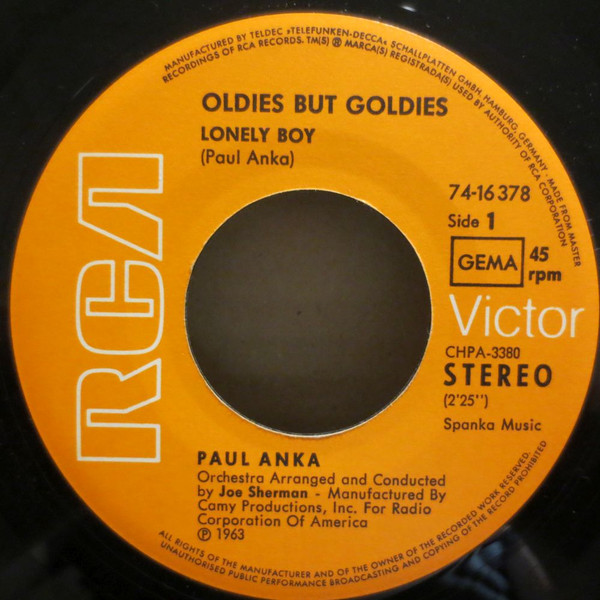 MANUFACTURED BY TELDEC »TELEFUNKEN-DECCA« SCHALLPLATTEN GMBH, HAMBURG, GERMANY · MADE FROM MASTER
RECORDINGS OF RCA RECORDS. TM(S) ® MARCA(S) REGISTRADA(S) USED BY AUTHORITY OF RCA CORPORATION
OLDIES BUT GOLDIES
LONELY BOY
(Paul Anka)
RCA
74-16 378
Side 1
GEMA
45
rpm
Victor
CHPA-3380
STEREO
(2'25'')
Spanka Music
PAUL ANKA
Orchestra Arranged and Conducted
by Joe Sherman - Manufactured By
Camy Productions, Inc. For Radio
Corporation Of America
℗ 1963
ALL RIGHTS OF THE MANUFACTURER AND OF THE OWNER OF THE RECORDED WORK RESERVED.
UNAUTHORISED PUBLIC PERFORMANCE BROADCASTING AND COPYING OF THE RECORD PROHIBITED